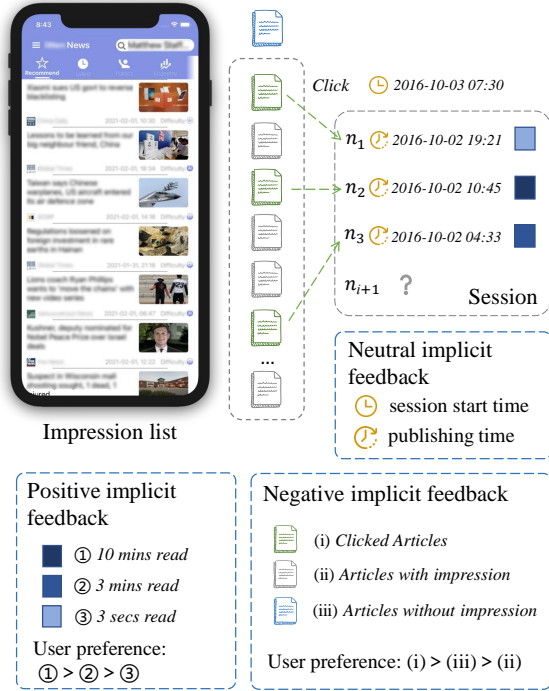 8:43
News
Matthew Staff...
Recommend
Xiaomi sues US govt to reverse
blacklisting
Lessons to be learned from our
big neighbour friend, China
Taiwan says Chinese
warplanes, US aircraft entered
its air defence zone
Regulations loosened on
foreign investment in rare
earths in Hainan
Lions coach Ryan Phillips
wants to 'move the chains' with
new video series
Kushner, deputy nominated for
Nobel Peace Prize over Israel
deals
Suspect in Wisconsin mall
shooting sought, 1 dead, 1
injured
Impression list
...
Click 2016-10-03 07:30
n1 2016-10-02 19:21
n2 2016-10-02 10:45
n3 2016-10-02 04:33
ni+1 ?
Session
Neutral implicit
feedback
session start time
publishing time
Positive implicit
feedback
① 10 mins read
② 3 mins read
③ 3 secs read
User preference:
①>②>③
Negative implicit feedback
(i) Clicked Articles
(ii) Articles with impression
(iii) Articles without impression
User preference: (i) > (iii) > (ii)